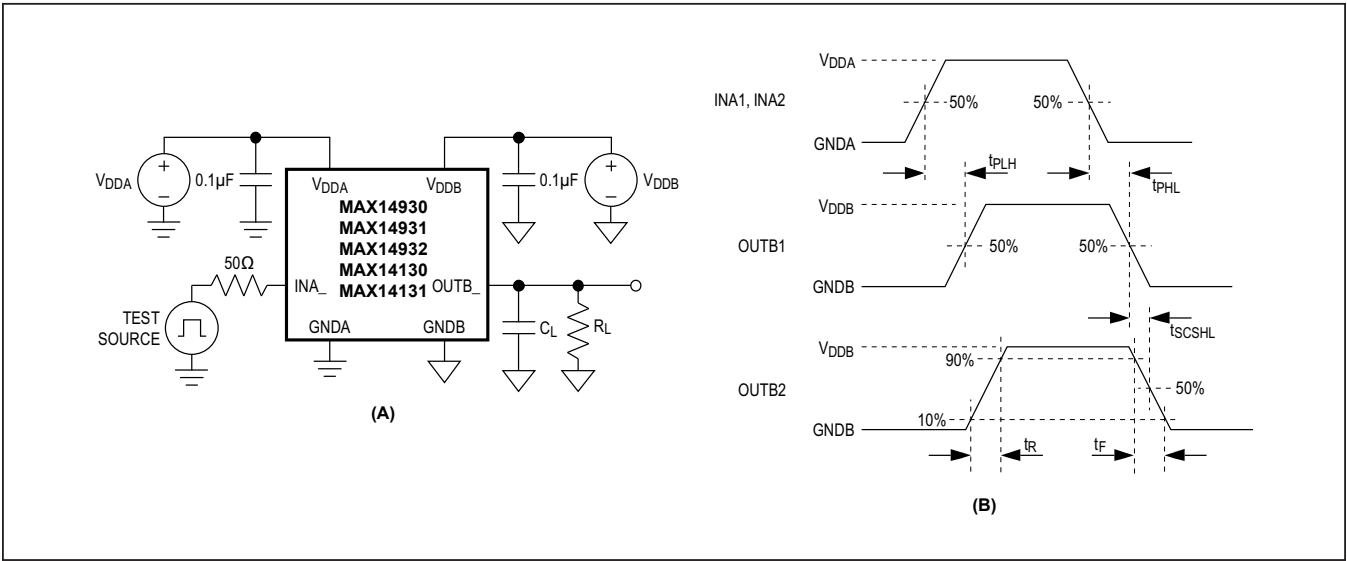 VDDA
+
−
0.1µF
VDDA
VDDB
0.1µF
+
−
VDDB
MAX14930
MAX14931
MAX14932
MAX14130
MAX14131
50Ω
INA_
OUTB_
TEST
SOURCE
GNDA
GNDB
CL
RL
(A)
VDDA
INA1, INA2
50%
50%
GNDA
tPLH
tPHL
VDDB
OUTB1
50%
50%
GNDB
tSCSHL
VDDB
90%
OUTB2
50%
10%
GNDB
tR
tF
(B)